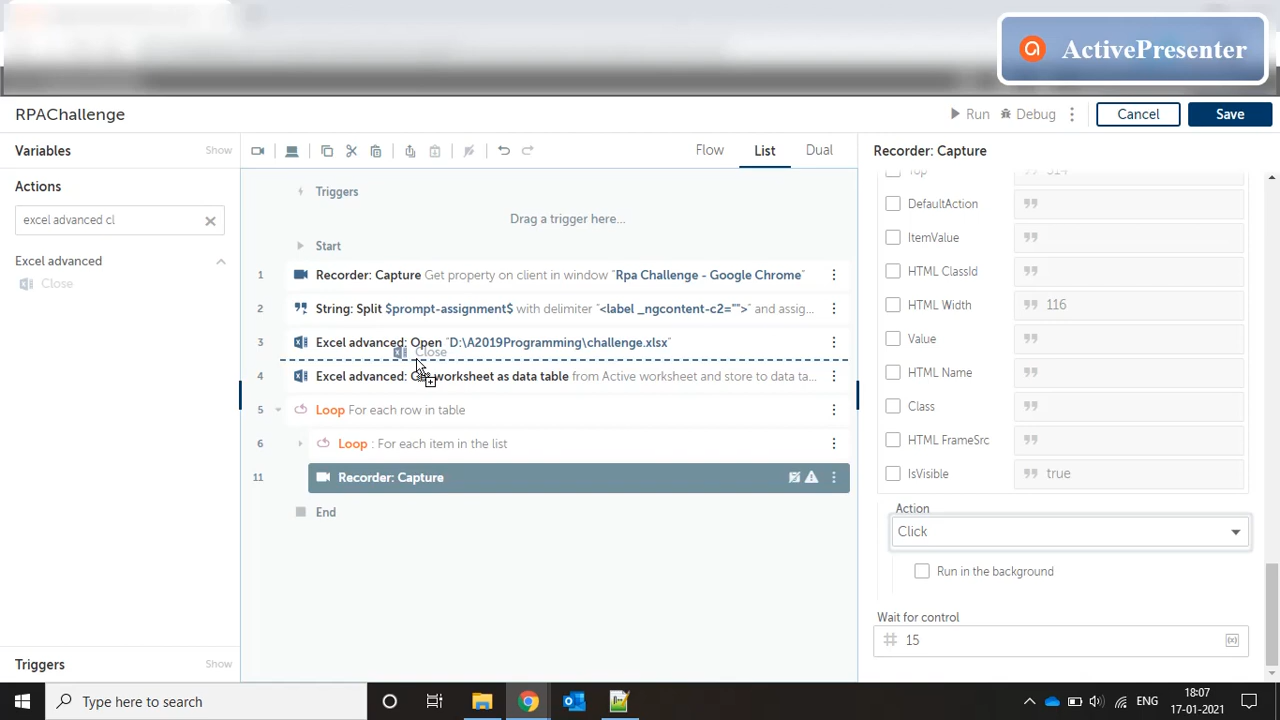 ActivePresenter
RPAChallenge
Run
Debug
Cancel
Save
Variables
Show
Flow
List
Dual
Recorder: Capture
Actions
excel advanced cl
Excel advanced
Close
Triggers
Drag a trigger here...
Start
1 Recorder: Capture Get property on client in window "Rpa Challenge - Google Chrome"
2 String: Split $prompt-assignment$ with delimiter "<label _ngcontent-c2="">" and assig...
3 Excel advanced: Open "D:\A2019Programming\challenge.xlsx"
Close
4 Excel advanced: worksheet as data table from Active worksheet and store to data ta...
5 Loop For each row in table
6 Loop : For each item in the list
11 Recorder: Capture
End
DefaultAction
ItemValue
HTML ClassId
HTML Width 116
Value
HTML Name
Class
HTML FrameSrc
IsVisible true
Action
Click
Run in the background
Wait for control
15
Triggers
Show
Type here to search
ENG
18:07
17-01-2021